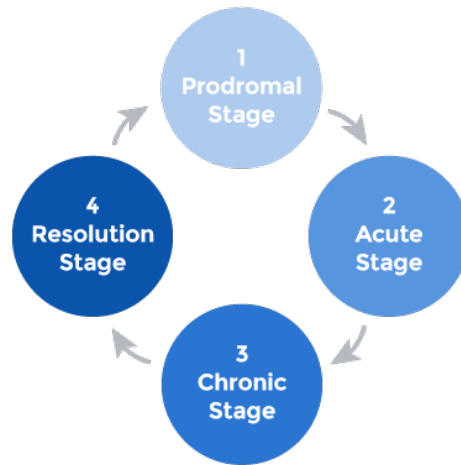 1
Prodromal
Stage
2
Acute
Stage
3
Chronic
Stage
4
Resolution
Stage